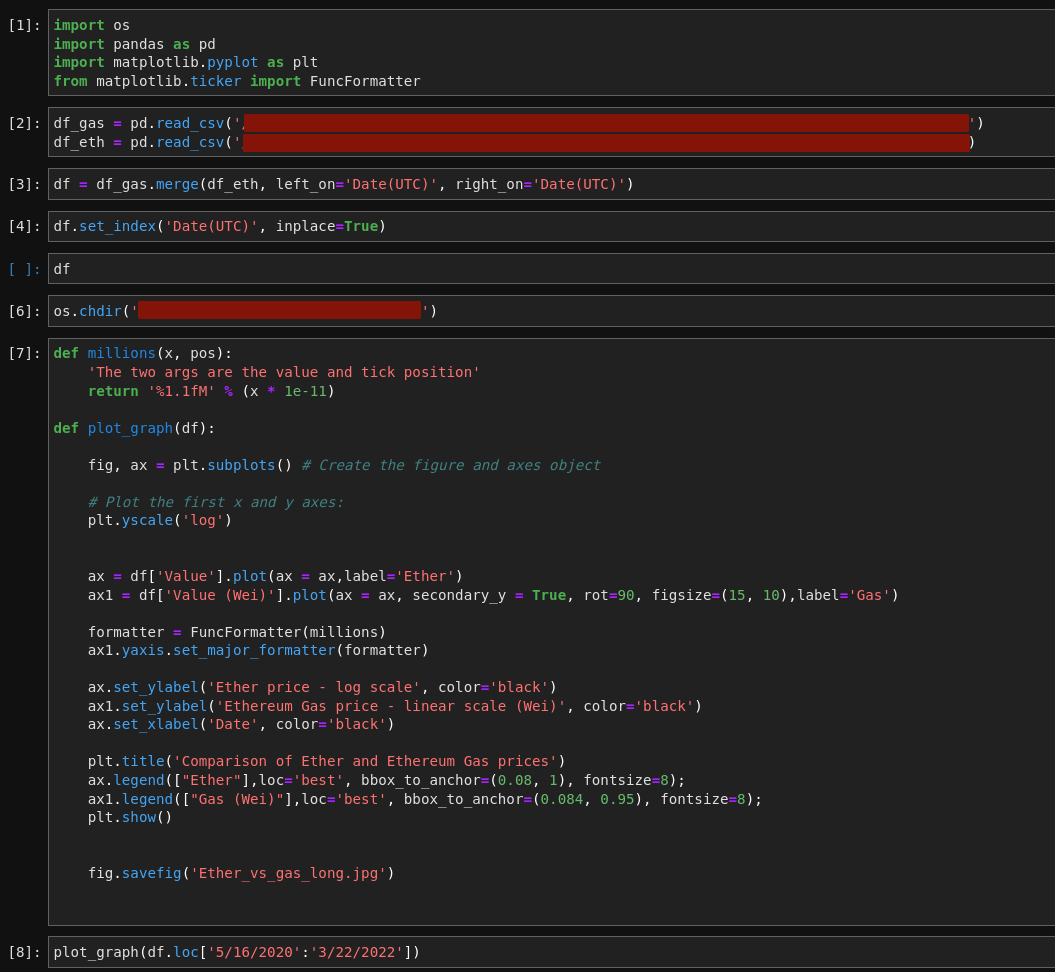 [1]: import os
import pandas as pd
import matplotlib.pyplot as plt
from matplotlib.ticker import FuncFormatter
[2]: df_gas = pd.read_csv('/ ')
df_eth = pd.read_csv('/ )
[3]: df = df_gas.merge(df_eth, left_on='Date(UTC)', right_on='Date(UTC)')
[4]: df.set_index('Date(UTC)', inplace=True)
[ ]: df
[6]: os.chdir(' ')
[7]: def millions(x, pos):
    'The two args are the value and tick position'
    return '%1.1fM' % (x * 1e-11)
def plot_graph(df):
    fig, ax = plt.subplots() # Create the figure and axes object
    # Plot the first x and y axes:
    plt.yscale('log')
    ax = df['Value'].plot(ax = ax,label='Ether')
    ax1 = df['Value (Wei)'].plot(ax = ax, secondary_y = True, rot=90, figsize=(15, 10),label='Gas')
    formatter = FuncFormatter(millions)
    ax1.yaxis.set_major_formatter(formatter)
    ax.set_ylabel('Ether price - log scale', color='black')
    ax1.set_ylabel('Ethereum Gas price - linear scale (Wei)', color='black')
    ax.set_xlabel('Date', color='black')
    plt.title('Comparison of Ether and Ethereum Gas prices')
    ax.legend(["Ether"],loc='best', bbox_to_anchor=(0.08, 1), fontsize=8);
    ax1.legend(["Gas (Wei)"],loc='best', bbox_to_anchor=(0.084, 0.95), fontsize=8);
    plt.show()
    fig.savefig('Ether_vs_gas_long.jpg')
[8]: plot_graph(df.loc['5/16/2020':'3/22/2022'])